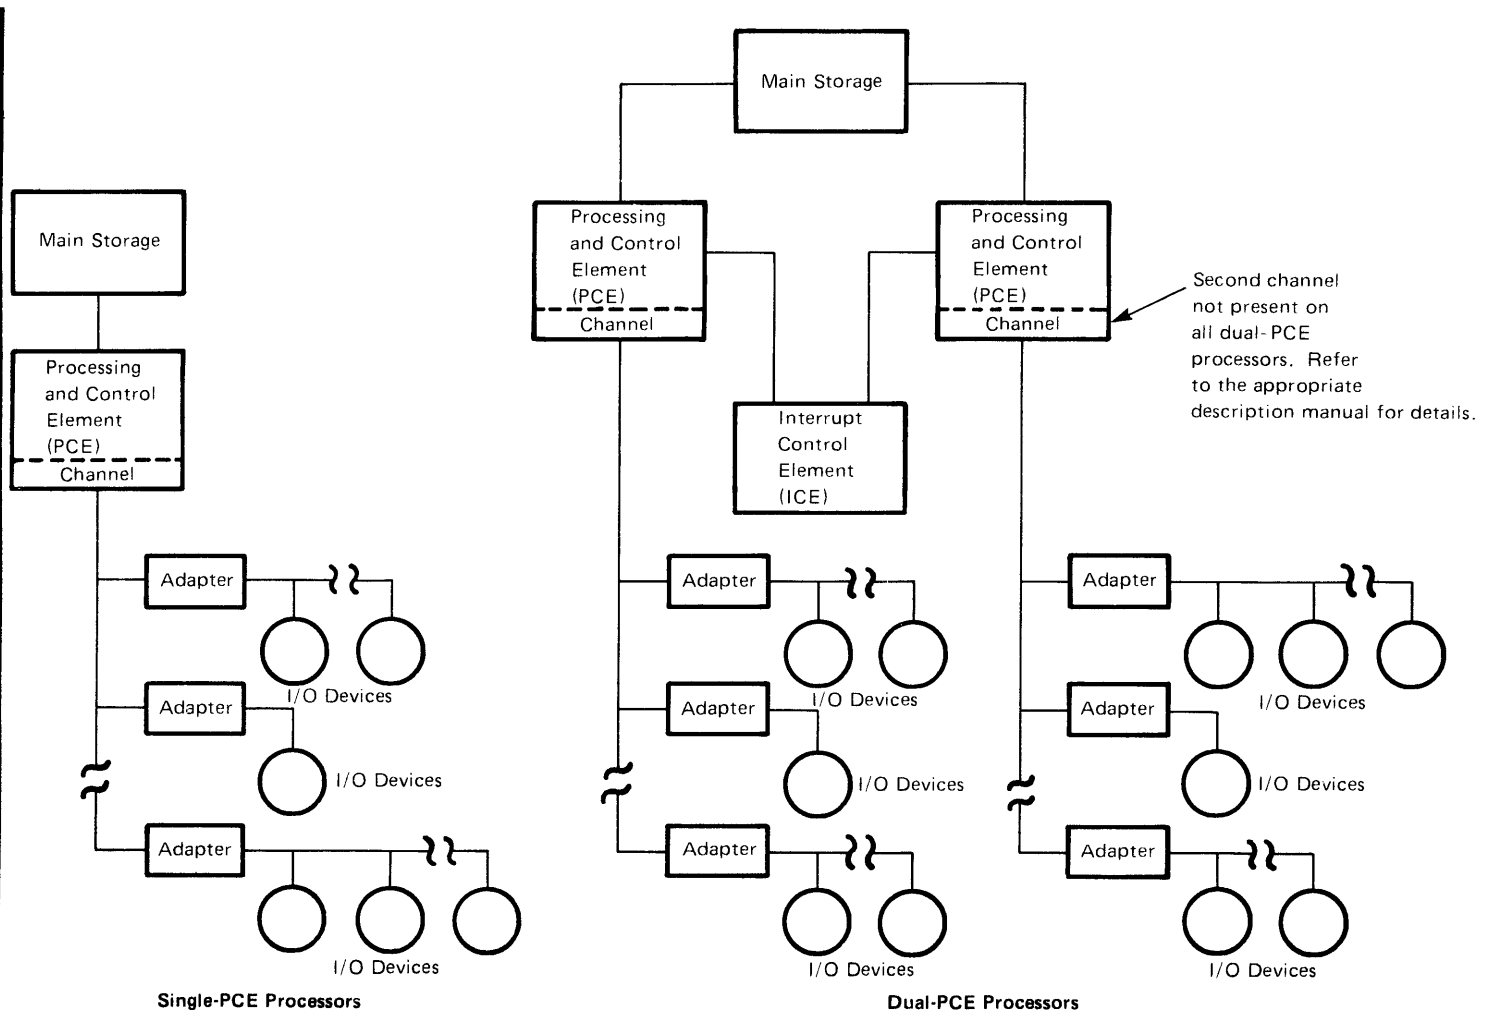 Main Storage
Processing
and Control
Element
(PCE)
Channel
Adapter
I/O Devices
Adapter
I/O Devices
Adapter
I/O Devices
Single-PCE Processors
Main Storage
Processing
and Control
Element
(PCE)
Channel
Processing
and Control
Element
(PCE)
Channel
Second channel
not present on
all dual-PCE
processors. Refer
to the appropriate
description manual for details.
Interrupt
Control
Element
(ICE)
Adapter
I/O Devices
Adapter
I/O Devices
Adapter
I/O Devices
Adapter
I/O Devices
Adapter
I/O Devices
Adapter
I/O Devices
Dual-PCE Processors